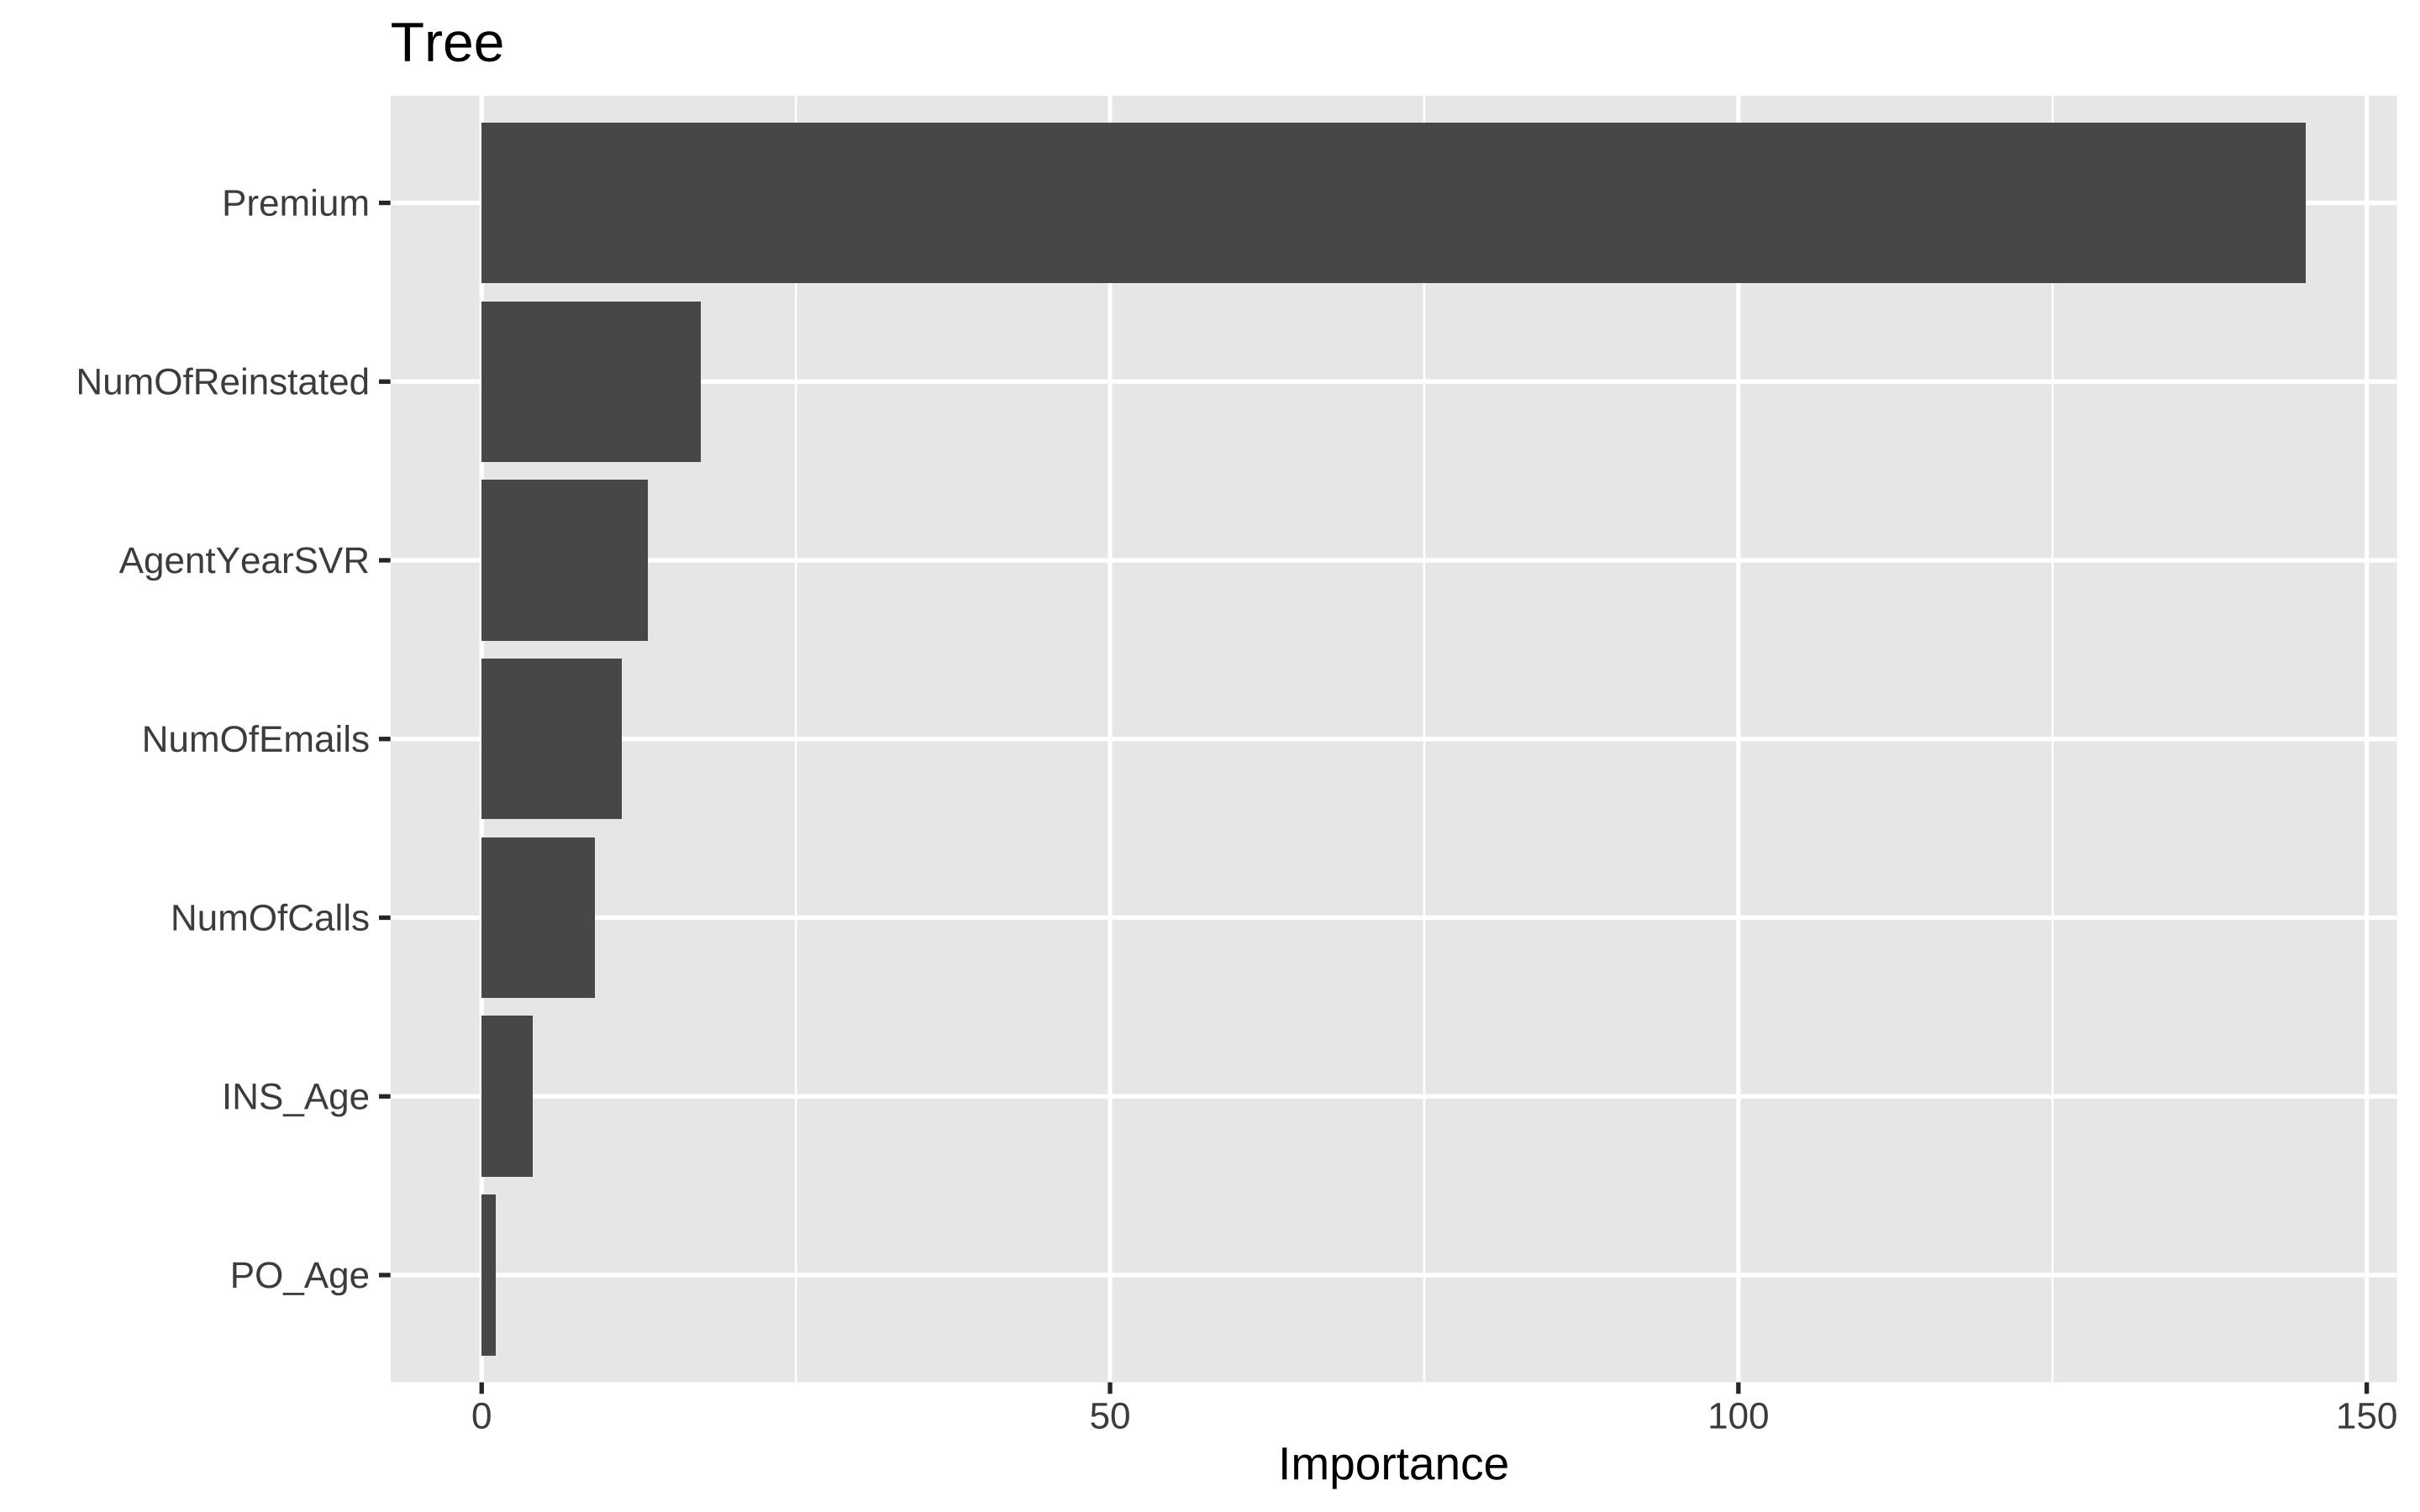 Tree
Premium
NumOfReinstated
AgentYearSVR
NumOfEmails
NumOfCalls
INS_Age
PO_Age
0 50 100 150
Importance